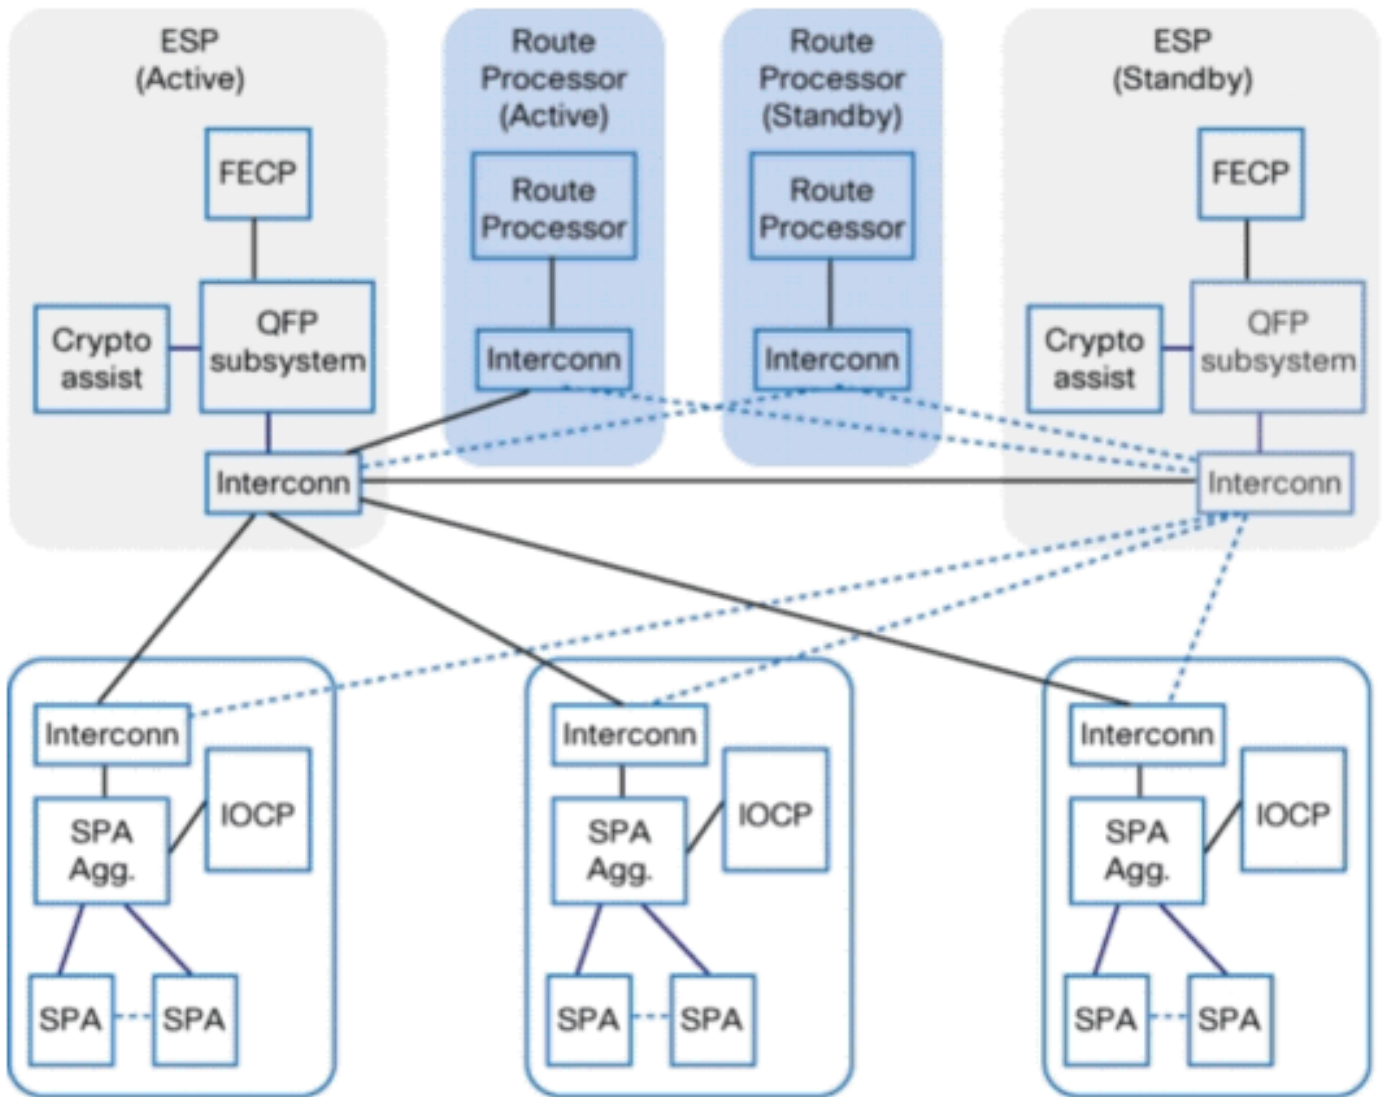 ESP
(Active)
FECP
Crypto
assist
QFP
subsystem
Interconn
Route
Processor
(Active)
Route
Processor
Interconn
Route
Processor
(Standby)
Route
Processor
Interconn
ESP
(Standby)
FECP
Crypto
assist
QFP
subsystem
Interconn
Interconn
IOCP
SPA
Agg.
SPA
SPA
Interconn
IOCP
SPA
Agg.
SPA
SPA
Interconn
IOCP
SPA
Agg.
SPA
SPA